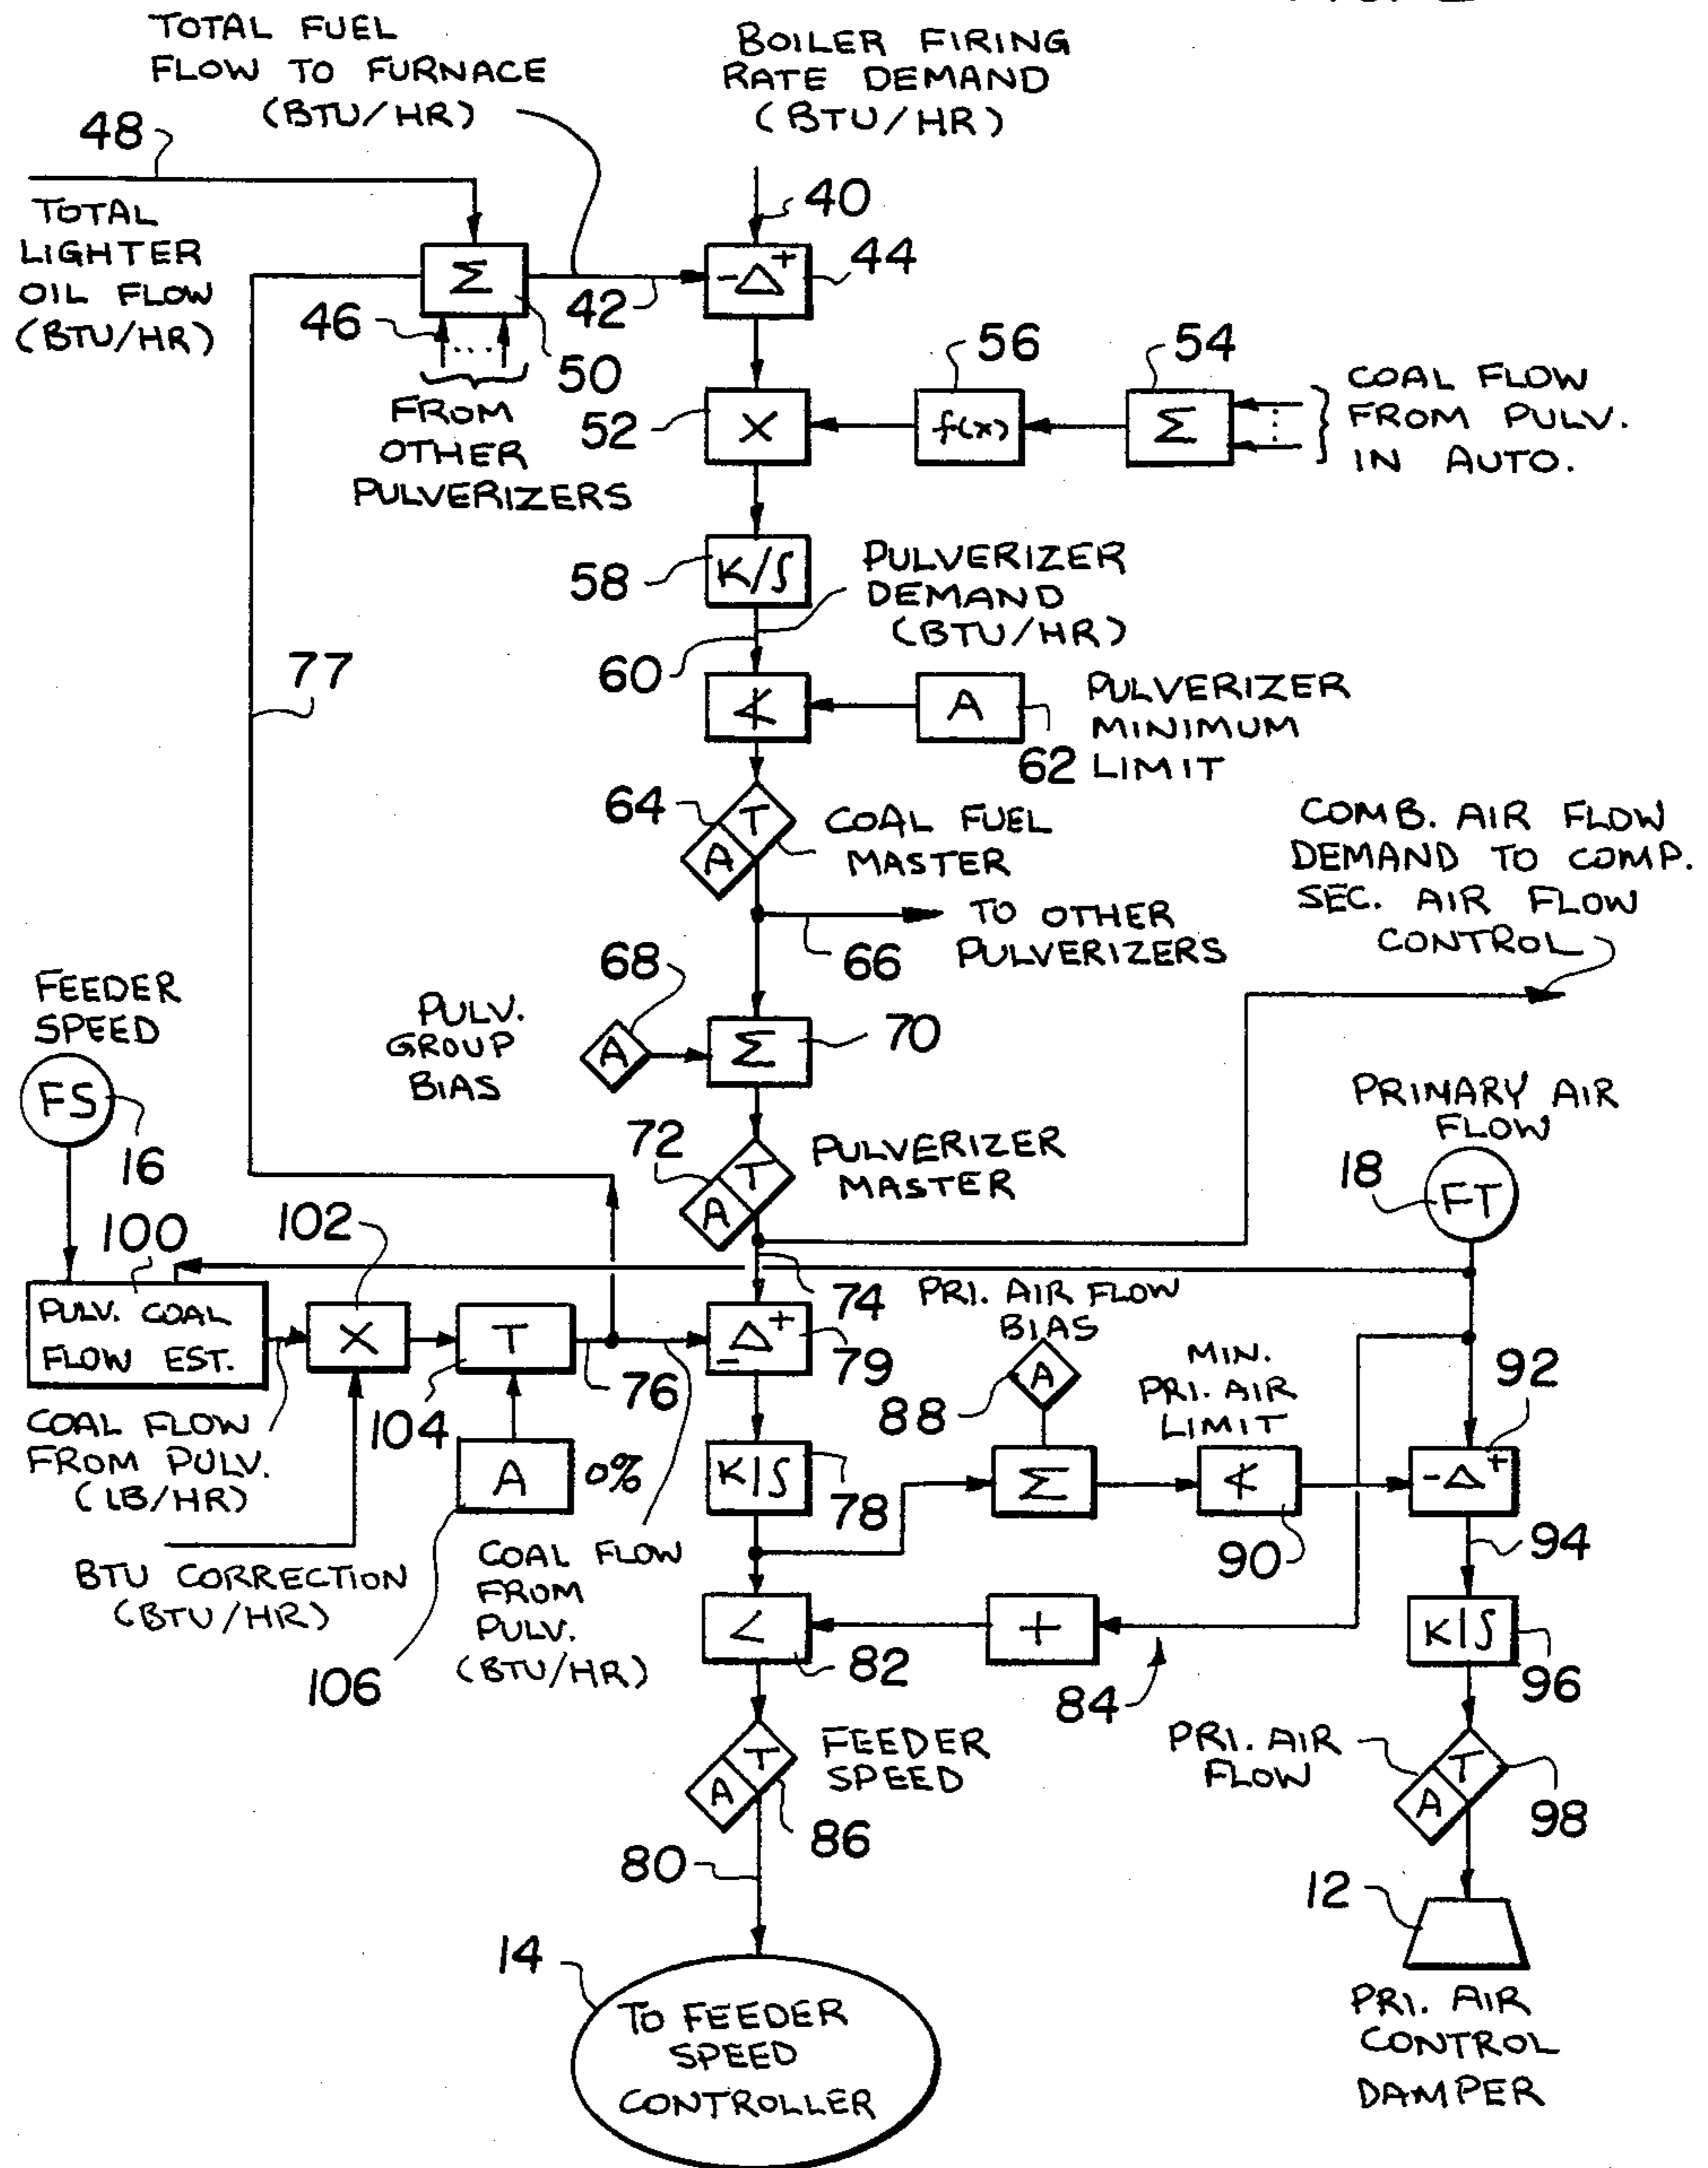 TOTAL FUEL
FLOW TO FURNACE
(BTU/HR)
BOILER FIRING
RATE DEMAND
(BTU/HR)
48
40
TOTAL
LIGHTER
OIL FLOW
(BTU/HR)
Σ
-Δ+
44
46
42
50
FROM
OTHER
PULVERIZERS
52
X
56
f(x)
54
Σ
COAL FLOW
FROM PULV.
IN AUTO.
58
K/∫
PULVERIZER
DEMAND
(BTU/HR)
60
77
≮
A
62
PULVERIZER
MINIMUM
LIMIT
64
T
A
COAL FUEL
MASTER
COMB. AIR FLOW
DEMAND TO COMP.
SEC. AIR FLOW
CONTROL
TO OTHER
PULVERIZERS
66
68
PULV.
GROUP
BIAS
A
Σ
70
FEEDER
SPEED
FS
16
72
T
A
PULVERIZER
MASTER
PRIMARY AIR
FLOW
18
FT
100
PULV. COAL
FLOW EST.
102
X
T
104
76
74
-Δ+
79
PRI. AIR FLOW
BIAS
A
88
MIN.
PRI. AIR
LIMIT
92
COAL FLOW
FROM PULV.
(LB/HR)
A
0%
K|∫
78
Σ
≮
90
-Δ+
94
BTU CORRECTION
(BTU/HR)
106
COAL FLOW
FROM
PULV.
(BTU/HR)
<
82
+
84
K|∫
96
T
A
FEEDER
SPEED
86
80
PRI. AIR
FLOW
T
A
98
12
14
TO FEEDER
SPEED
CONTROLLER
PRI. AIR
CONTROL
DAMPER